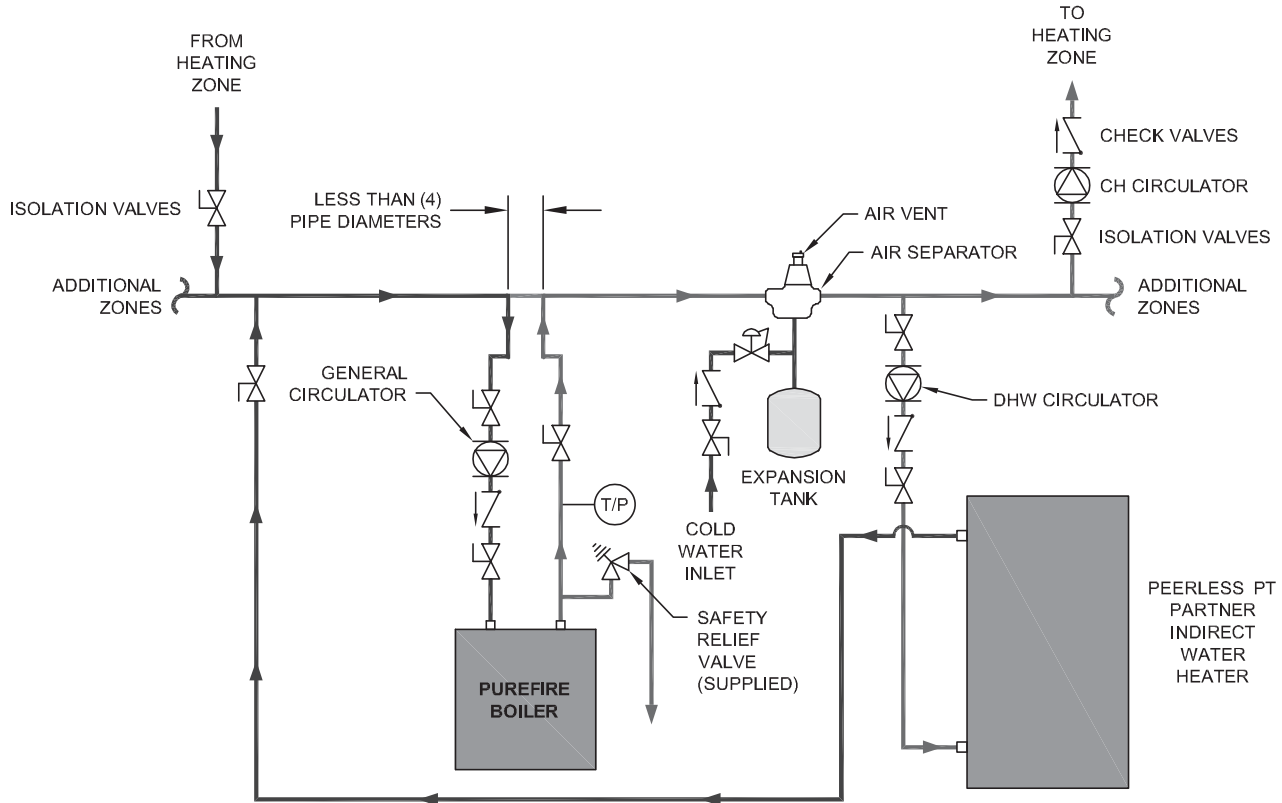 FROM
HEATING
ZONE
TO
HEATING
ZONE
CHECK VALVES
CH CIRCULATOR
ISOLATION VALVES
ISOLATION VALVES
LESS THAN (4)
PIPE DIAMETERS
AIR VENT
AIR SEPARATOR
ADDITIONAL
ZONES
ADDITIONAL
ZONES
GENERAL
CIRCULATOR
DHW CIRCULATOR
EXPANSION
TANK
T/P
COLD
WATER
INLET
SAFETY
RELIEF
VALVE
(SUPPLIED)
PUREFIRE
BOILER
PEERLESS PT
PARTNER
INDIRECT
WATER
HEATER